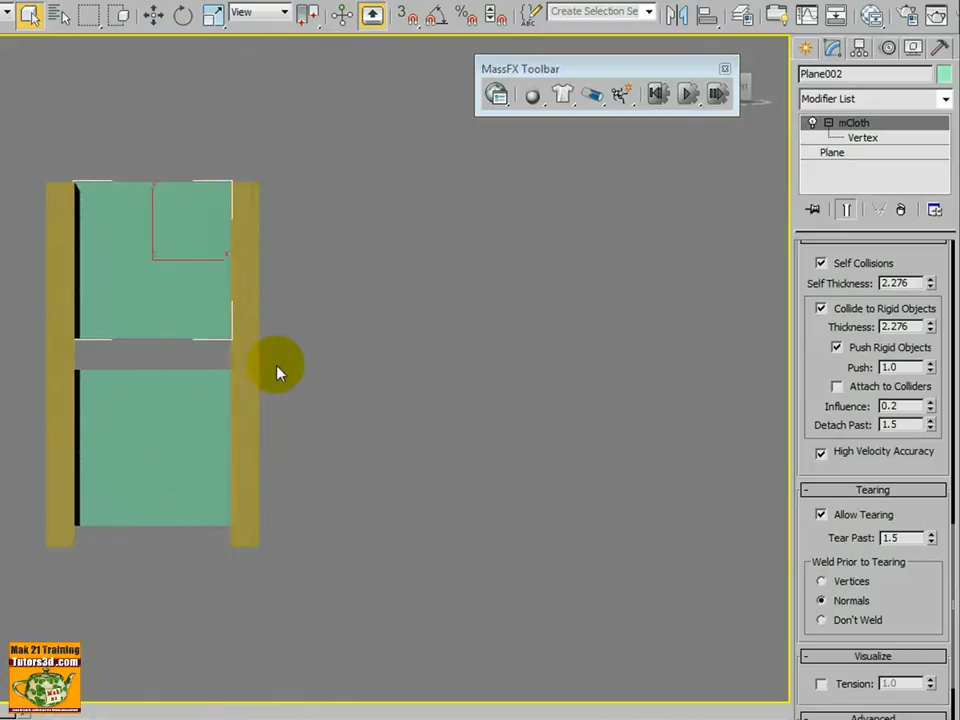 View
3
%
ABC
Create Selection Se
MassFX Toolbar
Plane002
Modifier List
mCloth
Vertex
Plane
Self Collisions
Self Thickness: 2.276
Collide to Rigid Objects
Thickness: 2.276
Push Rigid Objects
Push: 1.0
Attach to Colliders
Influence: 0.2
Detach Past: 1.5
High Velocity Accuracy
- Tearing
Allow Tearing
Tear Past: 1.5
Weld Prior to Tearing
Vertices
Normals
Don't Weld
- Visualize
Tension: 1.0
Mak 21 Training
Tutors3d.com